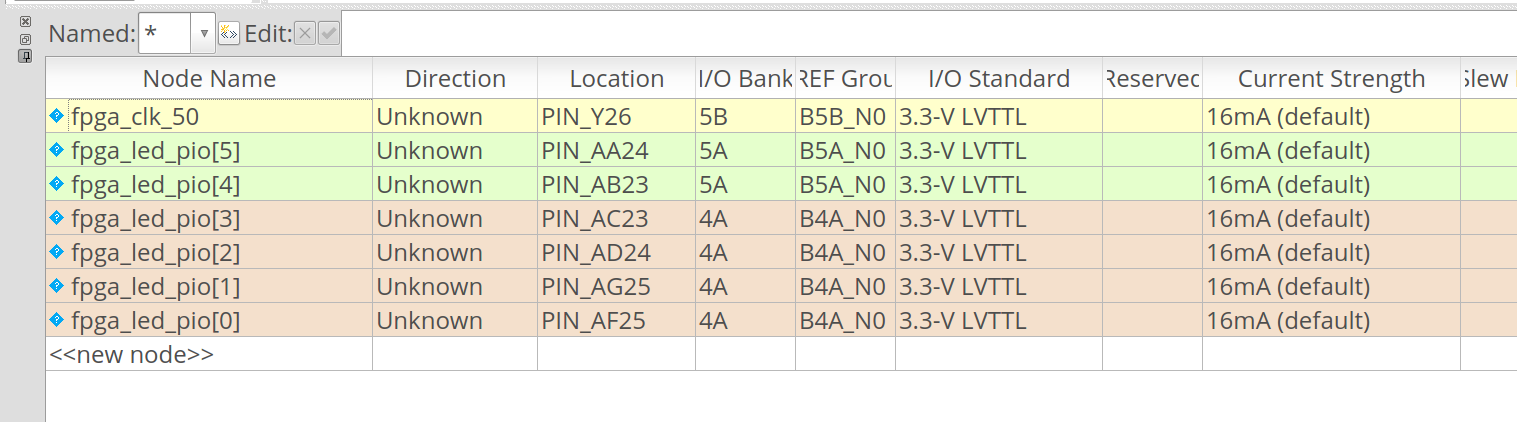 Named: * Edit:
Node Name Direction Location I/O Bank REF Grou I/O Standard Reserved Current Strength Slew
fpga_clk_50 Unknown PIN_Y26 5B B5B_N0 3.3-V LVTTL 16mA (default)
fpga_led_pio[5] Unknown PIN_AA24 5A B5A_N0 3.3-V LVTTL 16mA (default)
fpga_led_pio[4] Unknown PIN_AB23 5A B5A_N0 3.3-V LVTTL 16mA (default)
fpga_led_pio[3] Unknown PIN_AC23 4A B4A_N0 3.3-V LVTTL 16mA (default)
fpga_led_pio[2] Unknown PIN_AD24 4A B4A_N0 3.3-V LVTTL 16mA (default)
fpga_led_pio[1] Unknown PIN_AG25 4A B4A_N0 3.3-V LVTTL 16mA (default)
fpga_led_pio[0] Unknown PIN_AF25 4A B4A_N0 3.3-V LVTTL 16mA (default)
<<new node>>